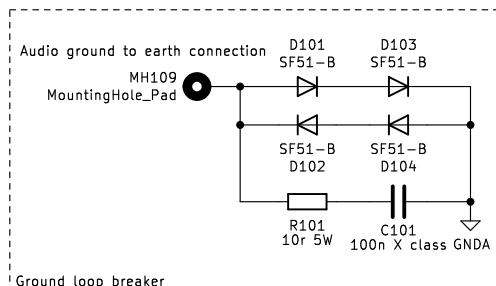 Audio ground to earth connection
MH109
MountingHole_Pad
D101
SF51-B
D103
SF51-B
SF51-B
D102
SF51-B
D104
R101
10r 5W
C101
100n X class
GNDA
Ground loop breaker